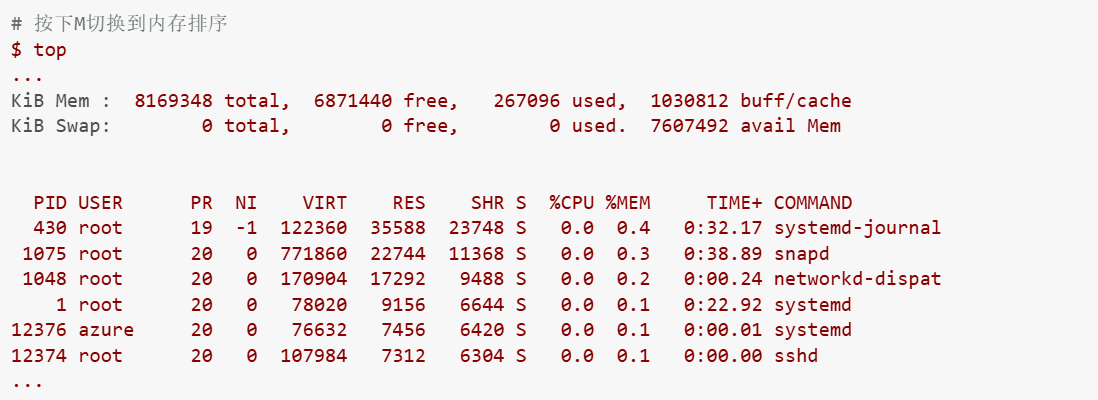 # 按下M切换到内存排序
$ top
...
KiB Mem :  8169348 total,  6871440 free,   267096 used,  1030812 buff/cache
KiB Swap:        0 total,        0 free,        0 used.  7607492 avail Mem
  PID USER      PR  NI    VIRT    RES    SHR S  %CPU %MEM     TIME+ COMMAND
  430 root      19  -1  122360  35588  23748 S   0.0  0.4   0:32.17 systemd-journal
 1075 root      20   0  771860  22744  11368 S   0.0  0.3   0:38.89 snapd
 1048 root      20   0  170904  17292   9488 S   0.0  0.2   0:00.24 networkd-dispat
    1 root      20   0   78020   9156   6644 S   0.0  0.1   0:22.92 systemd
12376 azure     20   0   76632   7456   6420 S   0.0  0.1   0:00.01 systemd
12374 root      20   0  107984   7312   6304 S   0.0  0.1   0:00.00 sshd
...